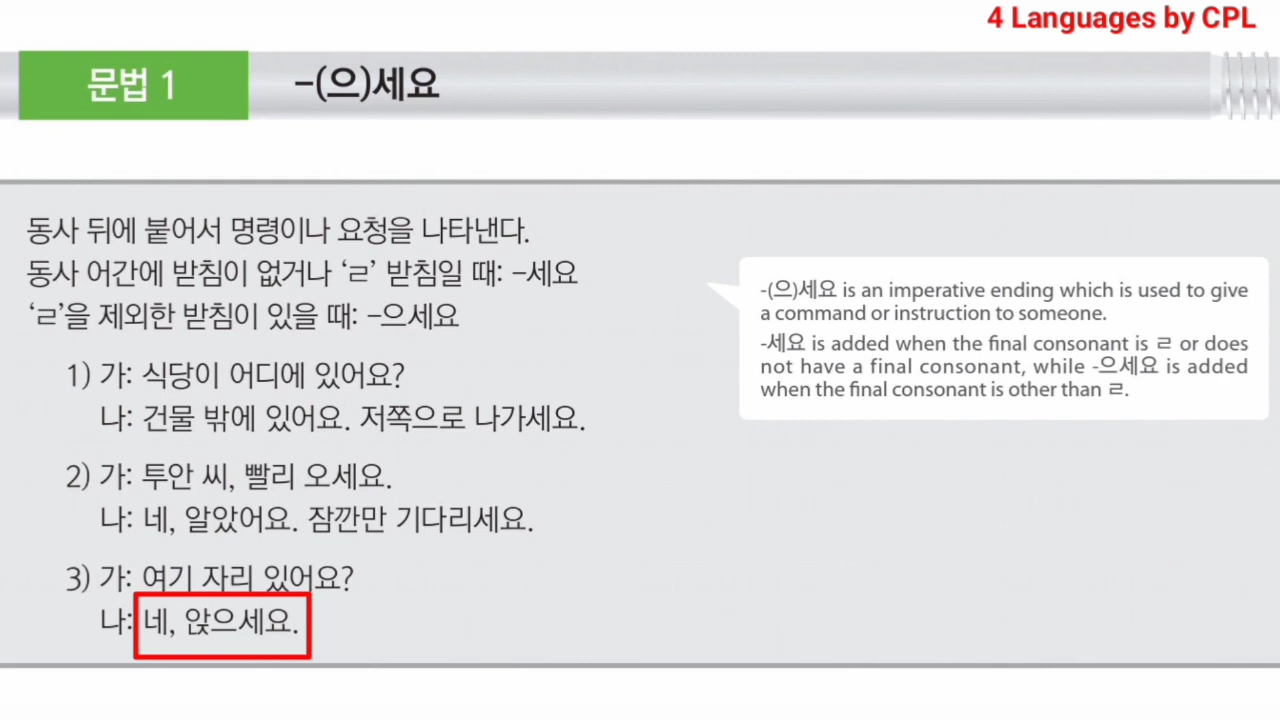 4 Languages by CPL
문법 1
-(으)세요
동사 뒤에 붙어서 명령이나 요청을 나타낸다.
동사 어간에 받침이 없거나 ‘ㄹ’ 받침일 때: -세요
‘ㄹ’을 제외한 받침이 있을 때: -으세요
1) 가: 식당이 어디에 있어요?
나: 건물 밖에 있어요. 저쪽으로 나가세요.
2) 가: 투안 씨, 빨리 오세요.
나: 네, 알았어요. 잠깐만 기다리세요.
3) 가: 여기 자리 있어요?
나: 네, 앉으세요.
-(으)세요 is an imperative ending which is used to give
a command or instruction to someone.
-세요 is added when the final consonant is ㄹ or does
not have a final consonant, while -으세요 is added
when the final consonant is other than ㄹ.